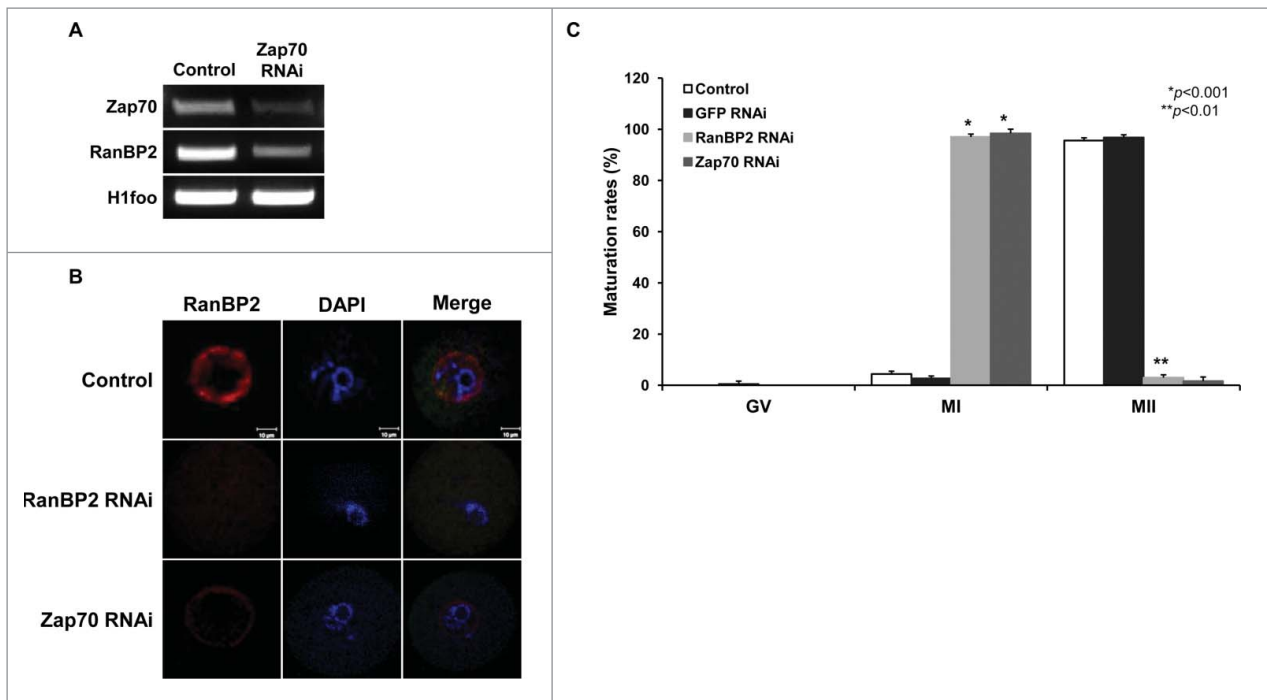 A
Control
Zap70
RNAi
Zap70
RanBP2
H1foo
B
RanBP2 DAPI Merge
Control
10 µm 10 µm 10 µm
RanBP2 RNAi
Zap70 RNAi
C
Maturation rates (%)
120
100
80
60
40
20
0
Control
GFP RNAi
RanBP2 RNAi
Zap70 RNAi
*p<0.001
**p<0.01
* *
**
GV MI MII